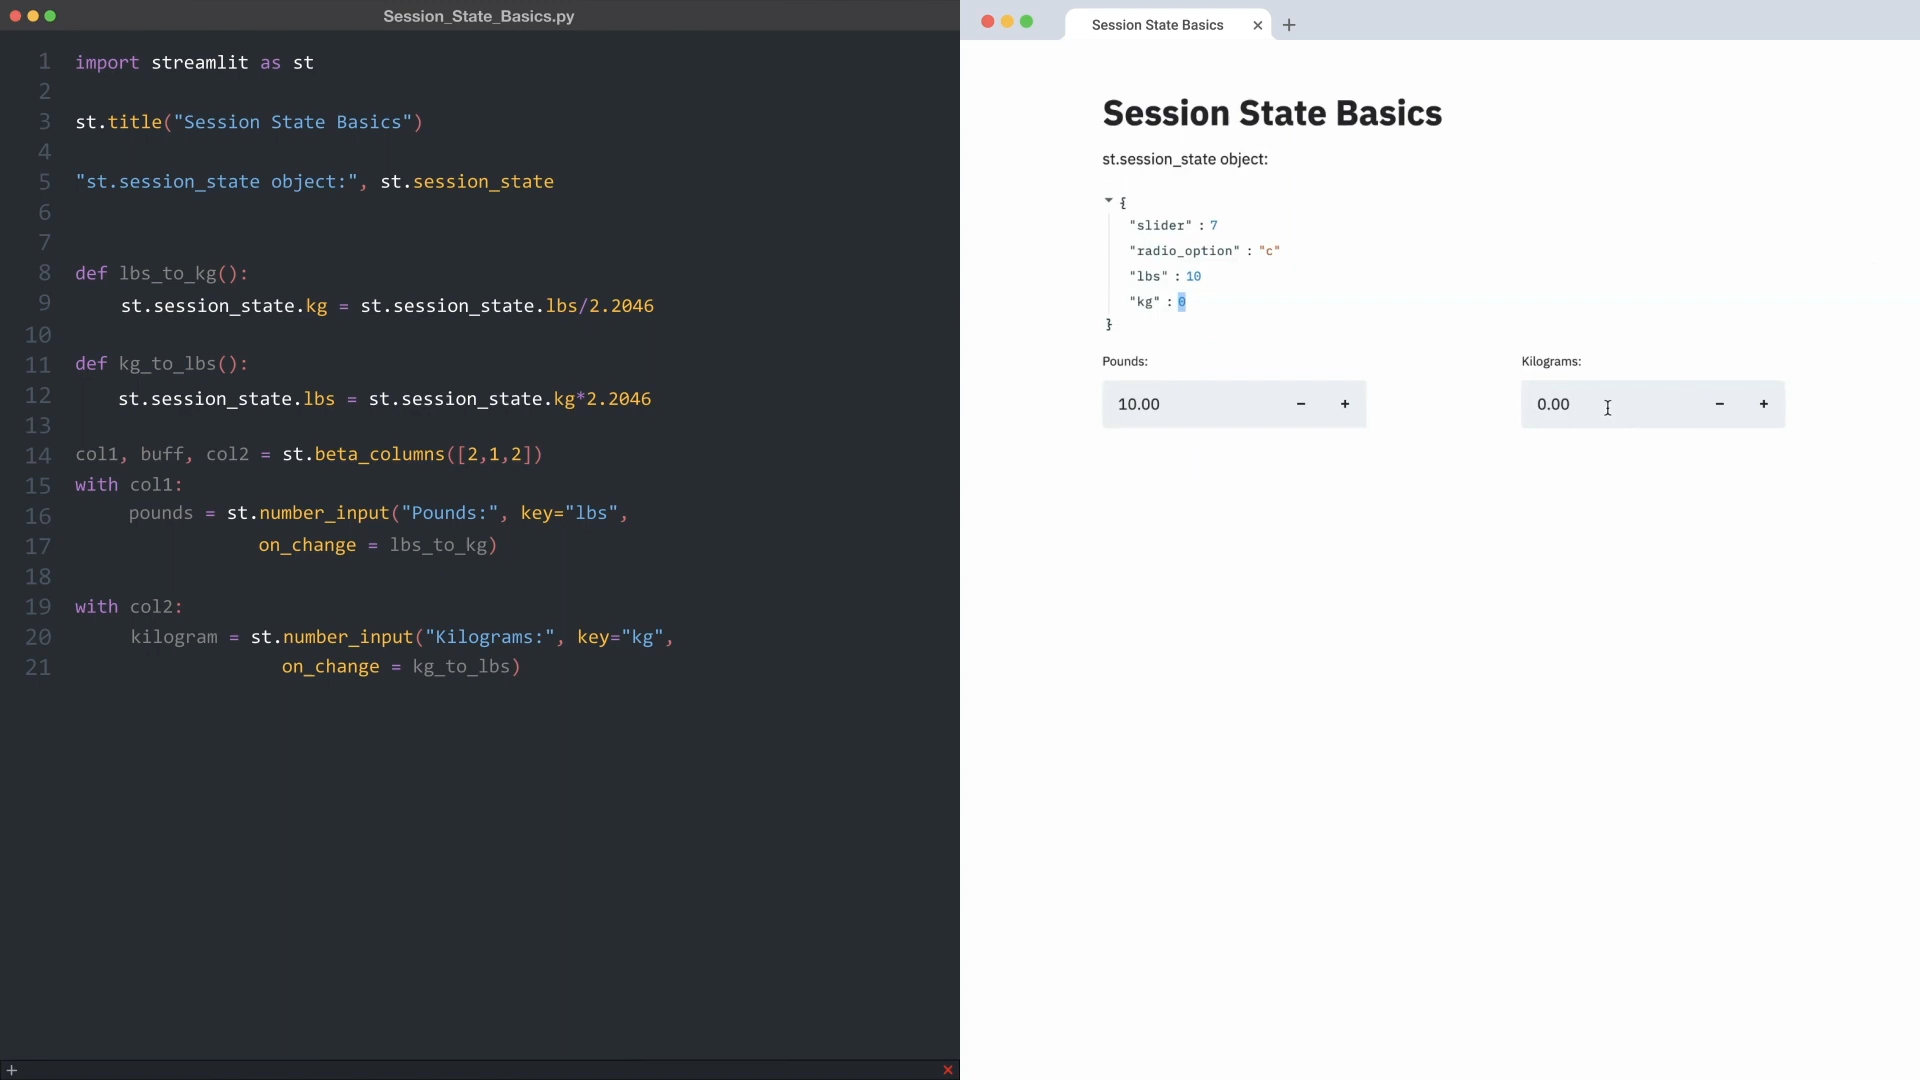 Session_State_Basics.py
1 import streamlit as st
2
3 st.title("Session State Basics")
4
5 "st.session_state object:", st.session_state
6
7
8 def lbs_to_kg():
9 st.session_state.kg = st.session_state.lbs/2.2046
10
11 def kg_to_lbs():
12 st.session_state.lbs = st.session_state.kg*2.2046
13
14 col1, buff, col2 = st.beta_columns([2,1,2])
15 with col1:
16 pounds = st.number_input("Pounds:", key="lbs",
17 on_change = lbs_to_kg)
18
19 with col2:
20 kilogram = st.number_input("Kilograms:", key="kg",
21 on_change = kg_to_lbs)
Session State Basics
Session State Basics
st.session_state object:
{
"slider" : 7
"radio_option" : "c"
"lbs" : 10
"kg" : 0
}
Pounds:
10.00 - +
Kilograms:
0.00 - +